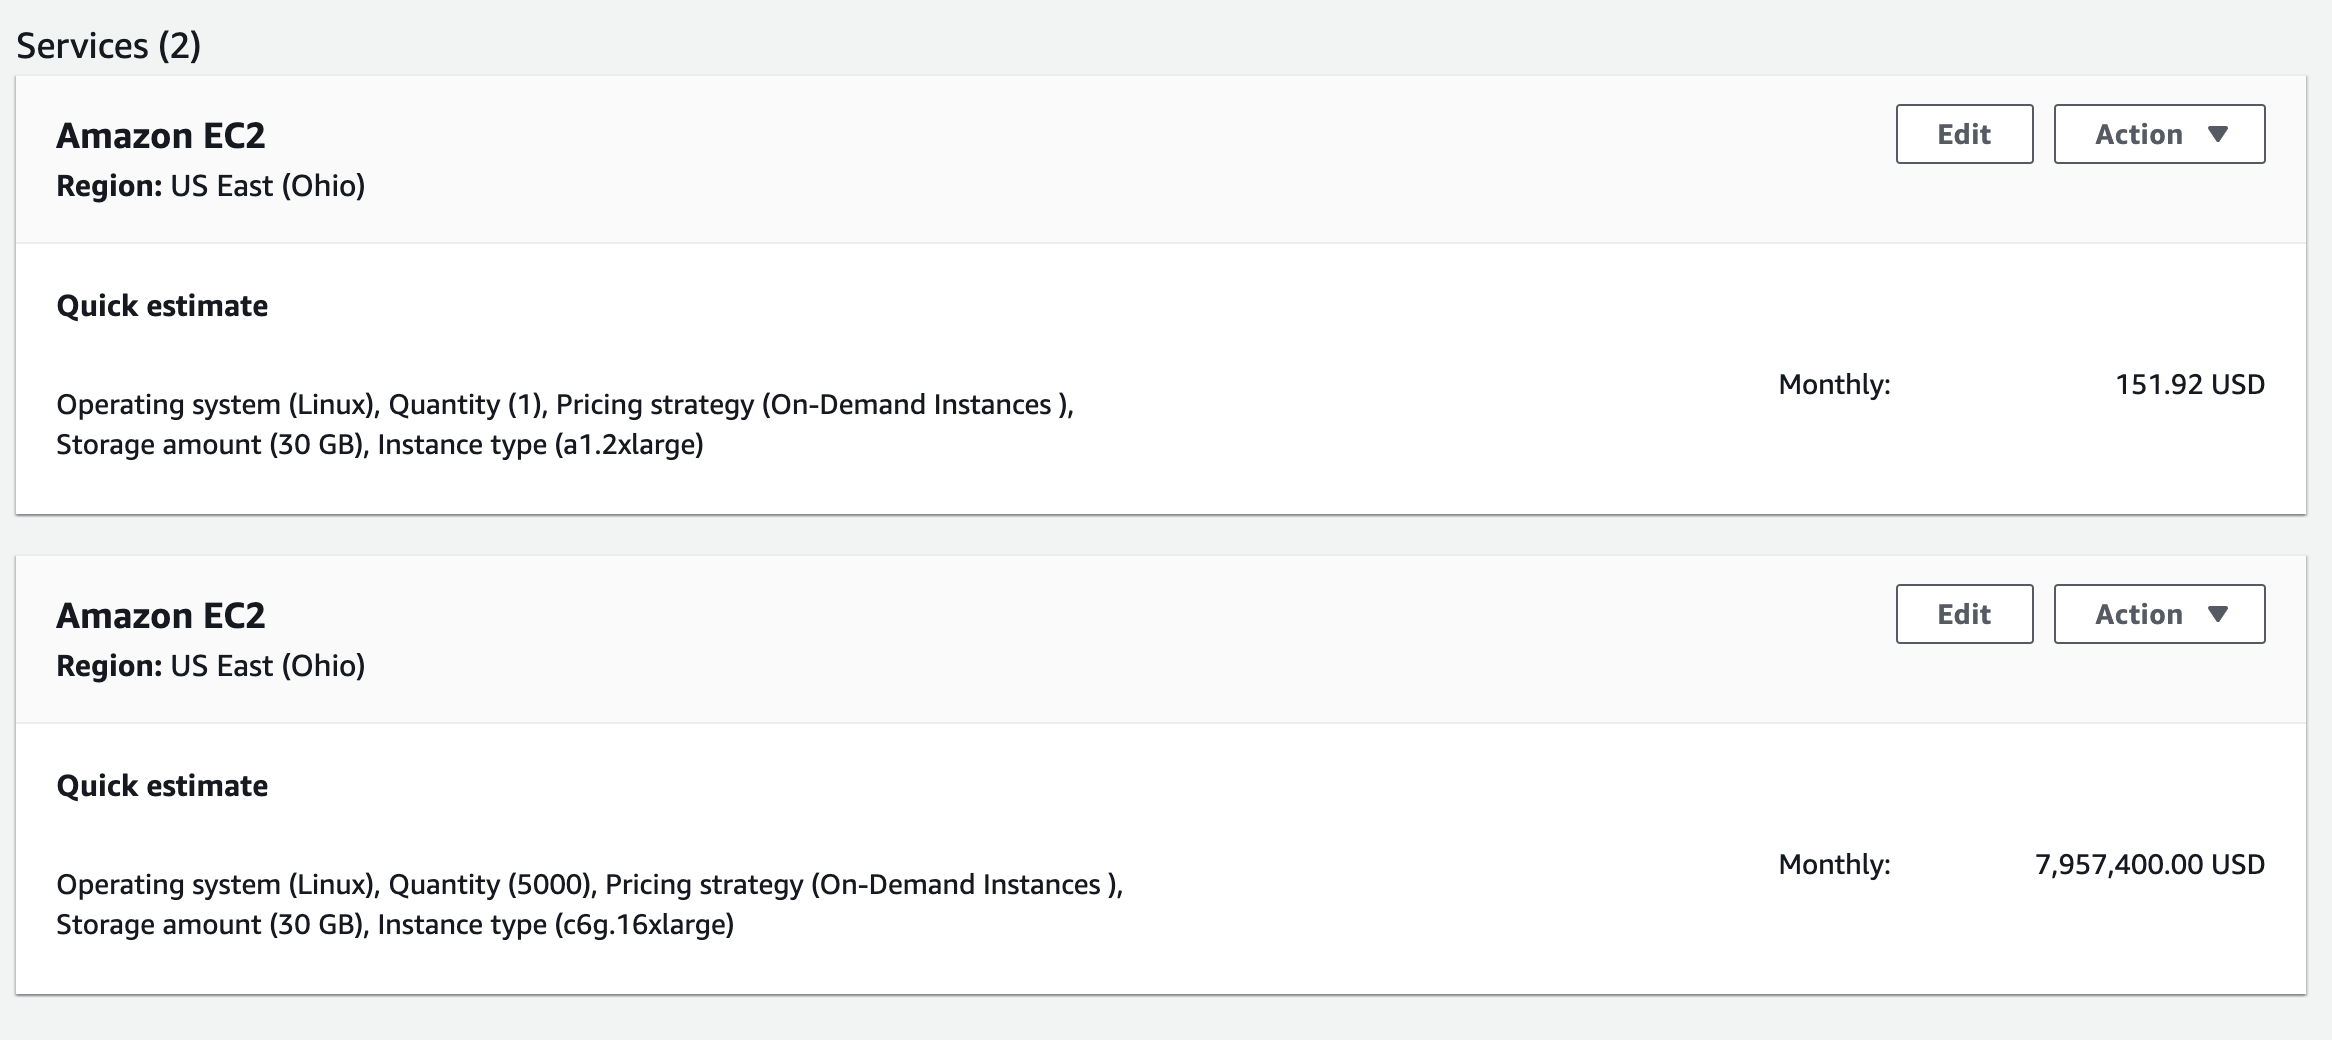 Services (2)
Amazon EC2
Edit
Action
Region: US East (Ohio)
Quick estimate
Monthly: 151.92 USD
Operating system (Linux), Quantity (1), Pricing strategy (On-Demand Instances ),
Storage amount (30 GB), Instance type (a1.2xlarge)
Amazon EC2
Edit
Action
Region: US East (Ohio)
Quick estimate
Monthly: 7,957,400.00 USD
Operating system (Linux), Quantity (5000), Pricing strategy (On-Demand Instances ),
Storage amount (30 GB), Instance type (c6g.16xlarge)